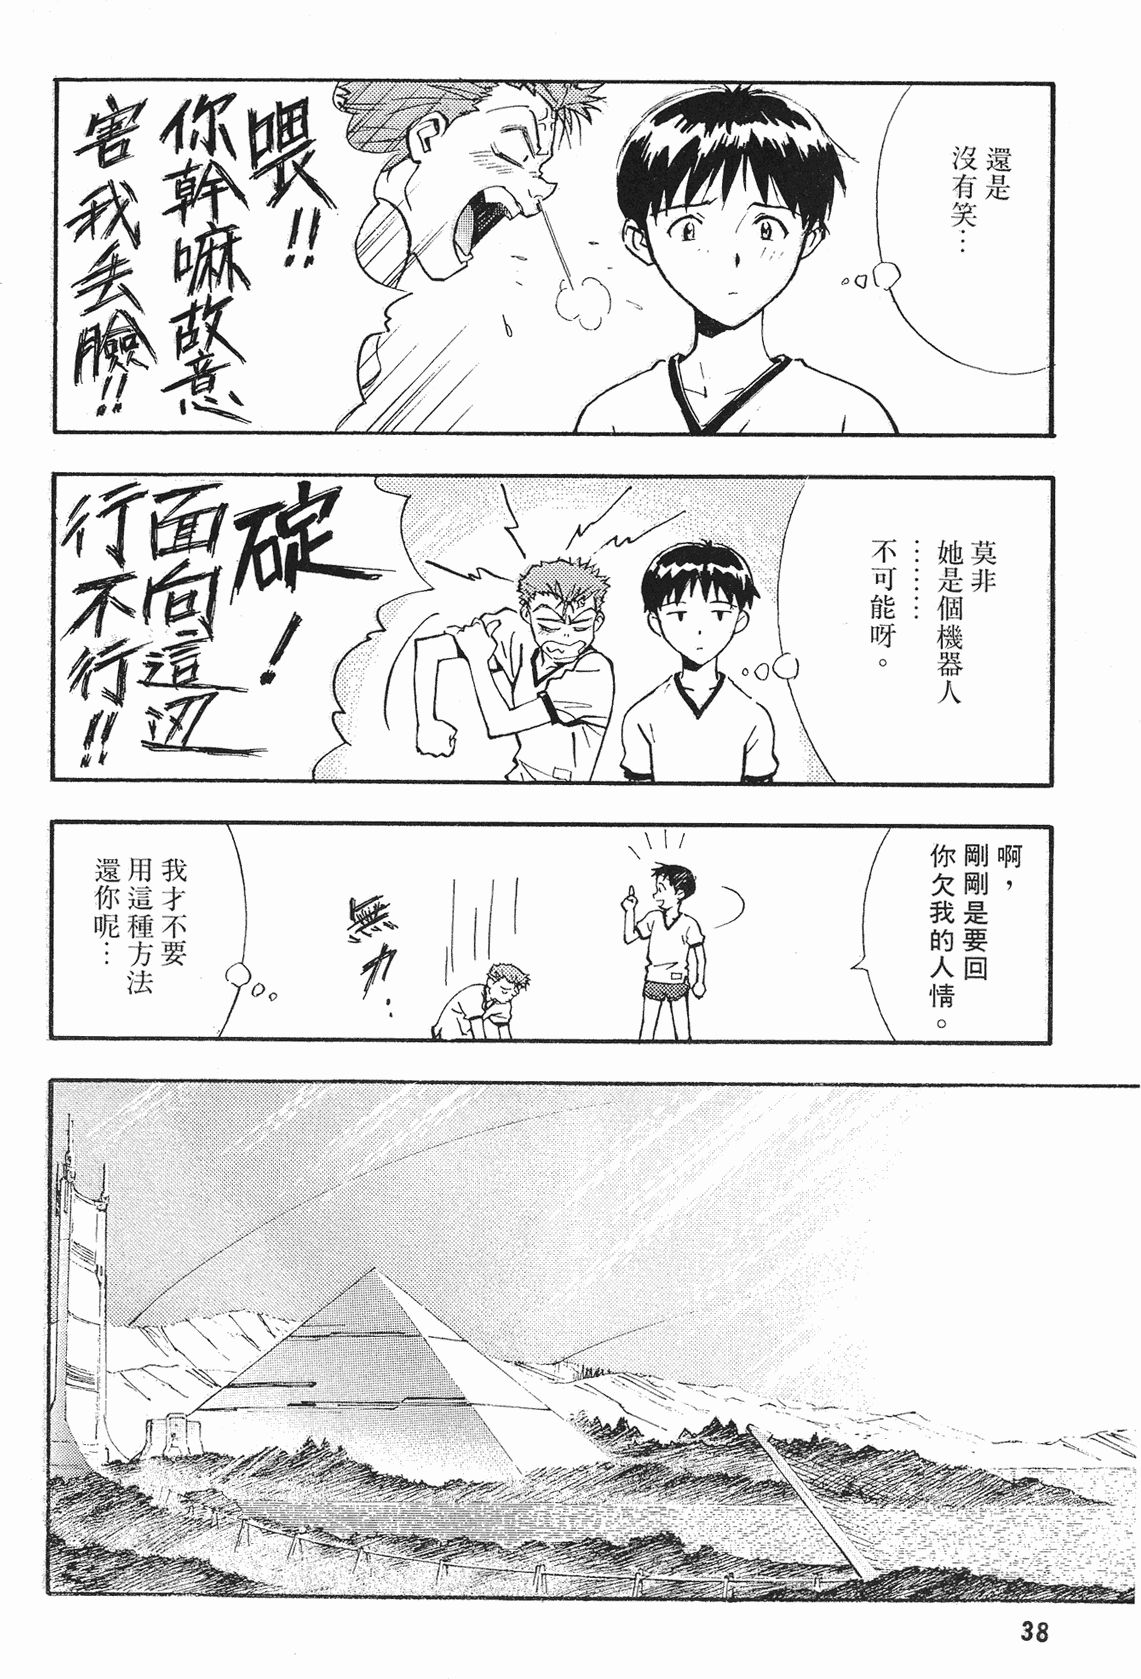 還是
沒有笑…
喂!!
你幹嘛故意
害我丟臉!!
莫非
她是個機器人
………
不可能呀。
碇!
面向這边
行不行!!
啊，
剛剛是要回
你欠我的人情。
無力…
我才不要
用這種方法
還你呢…
38